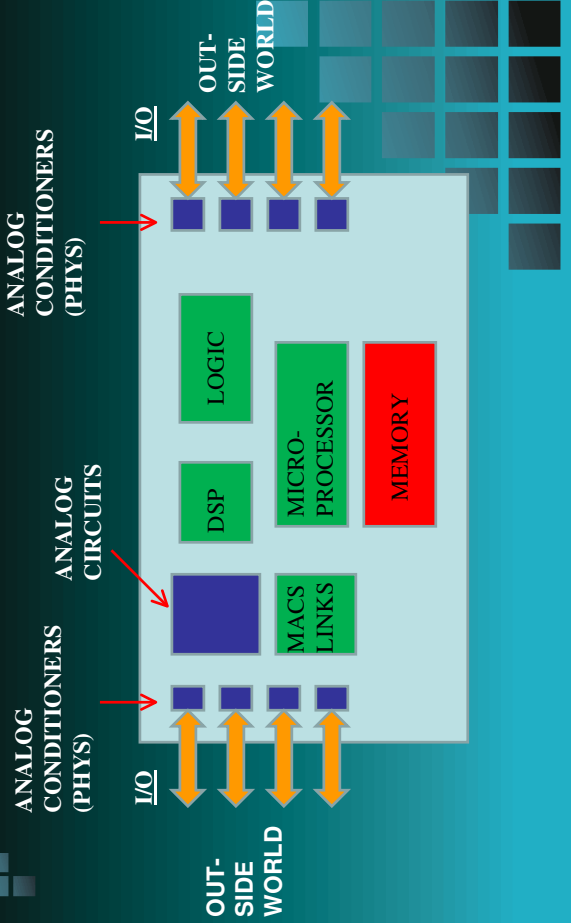 ANALOG
CONDITIONERS
(PHYS)
ANALOG
CIRCUITS
ANALOG
CONDITIONERS
(PHYS)
I/O
I/O
OUT-
SIDE
WORLD
OUT-
SIDE
WORLD
DSP
LOGIC
MACS
LINKS
MICRO-
PROCESSOR
MEMORY